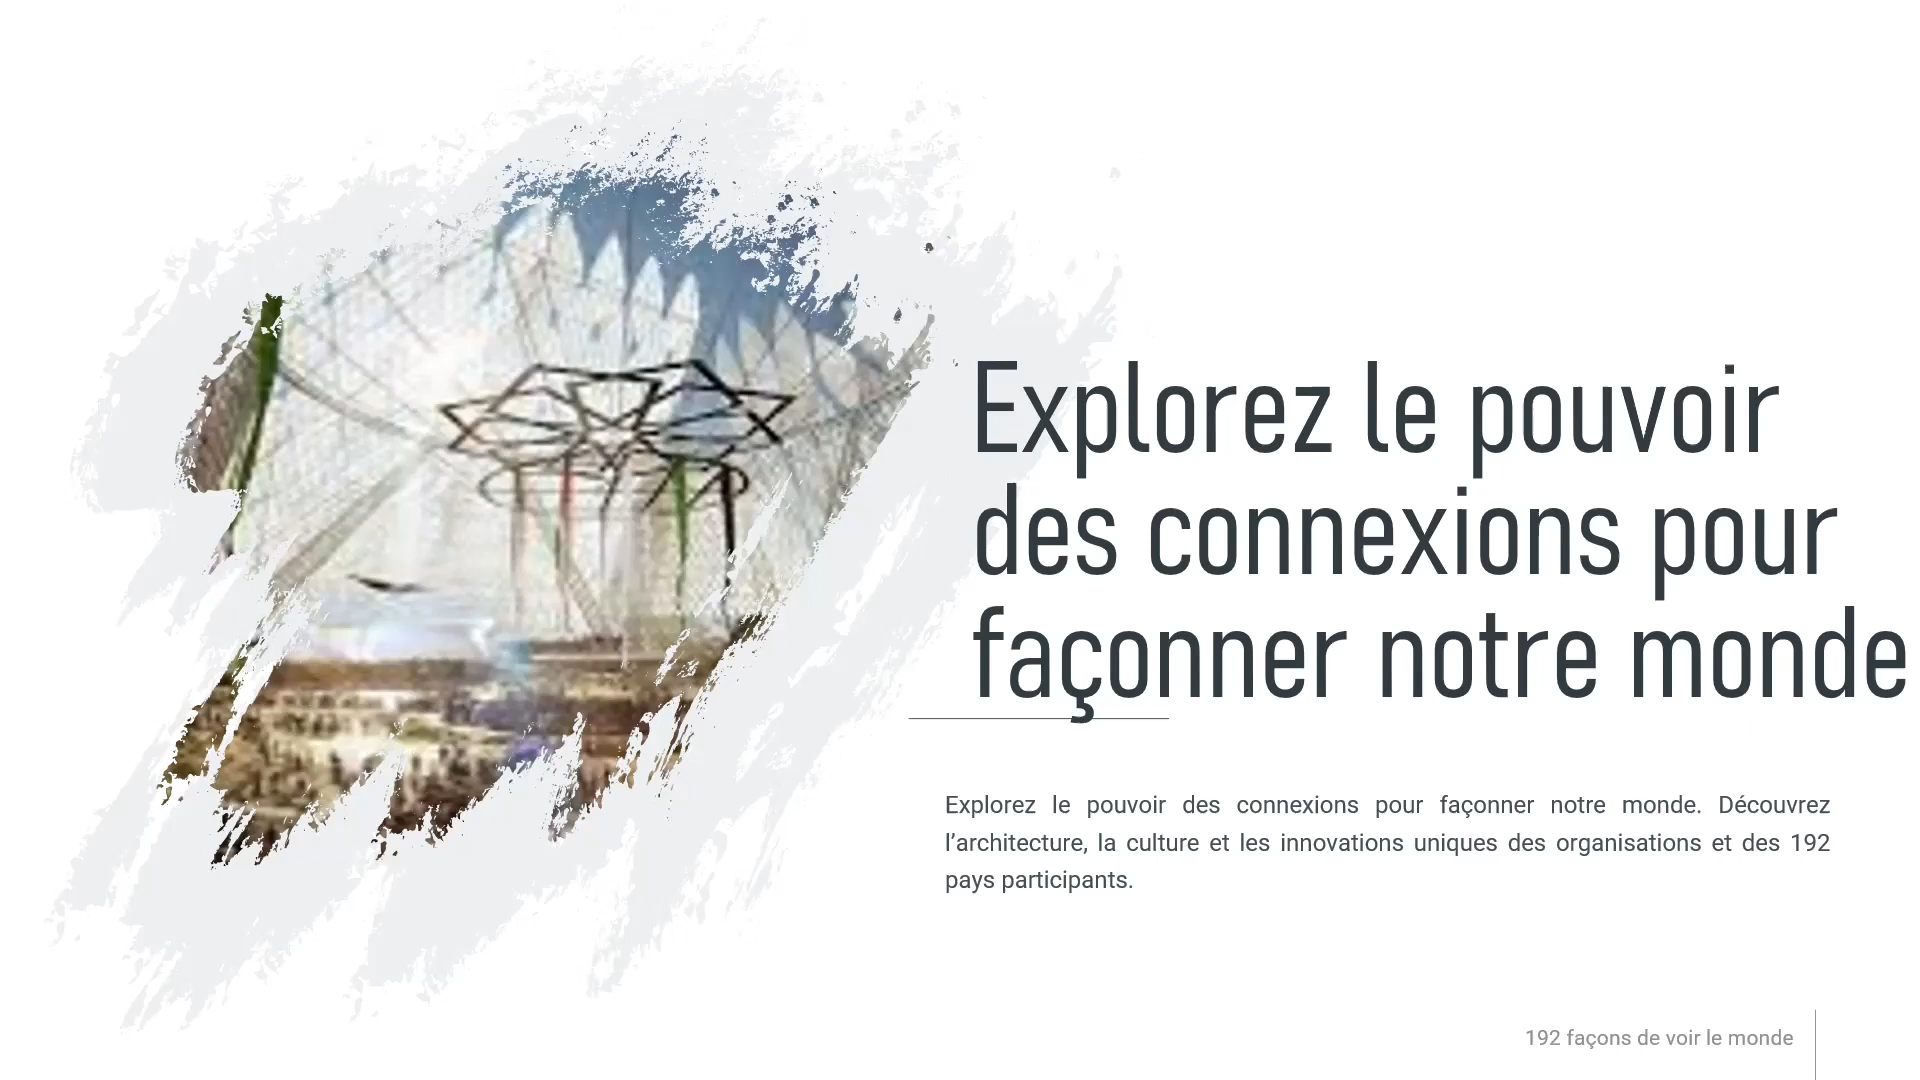 Explorez le pouvoir
des connexions pour
façonner notre monde
Explorez le pouvoir des connexions pour façonner notre monde. Découvrez
l’architecture, la culture et les innovations uniques des organisations et des 192
pays participants.
192 façons de voir le monde